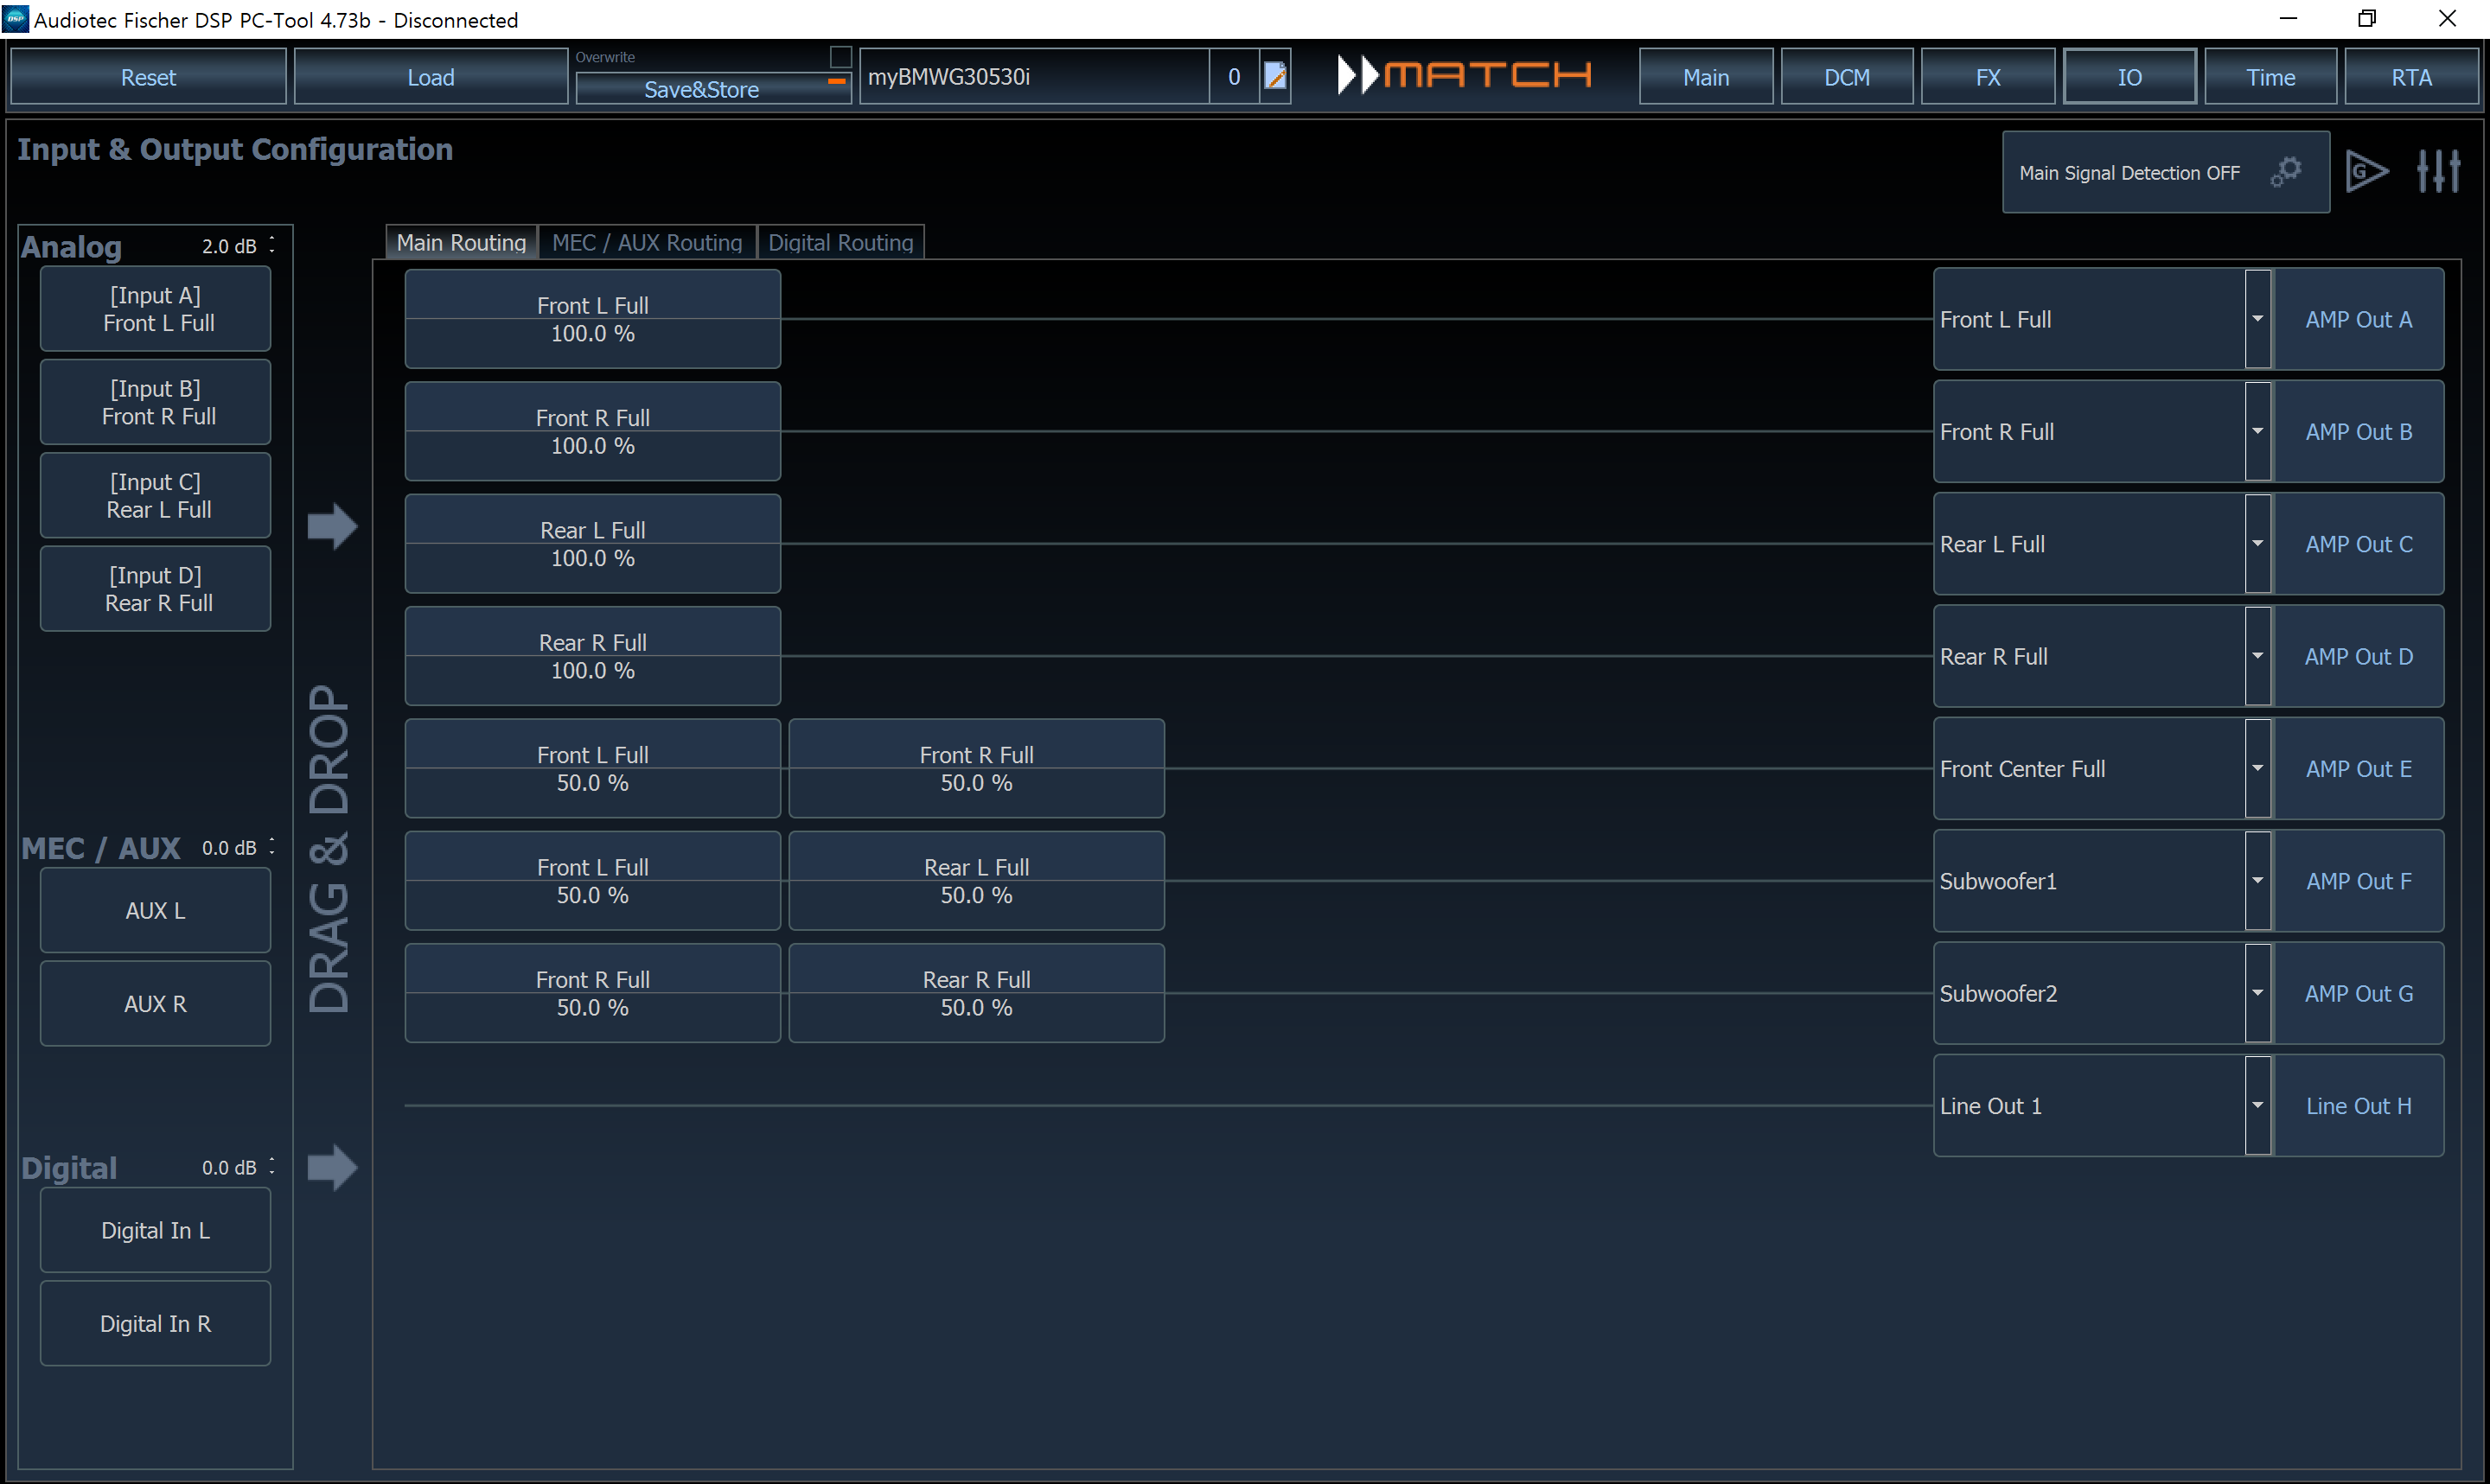 Audiotec Fischer DSP PC-Tool 4.73b - Disconnected
Reset
Load
Overwrite
Save&Store
myBMWG30530i
0
MATCH
Main
DCM
FX
IO
Time
RTA
Input & Output Configuration
Main Signal Detection OFF
G
Analog 2.0 dB
[Input A]
Front L Full
[Input B]
Front R Full
[Input C]
Rear L Full
[Input D]
Rear R Full
MEC / AUX 0.0 dB
AUX L
AUX R
Digital 0.0 dB
Digital In L
Digital In R
DRAG & DROP
Main Routing
MEC / AUX Routing
Digital Routing
Front L Full
100.0 %
Front L Full
AMP Out A
Front R Full
100.0 %
Front R Full
AMP Out B
Rear L Full
100.0 %
Rear L Full
AMP Out C
Rear R Full
100.0 %
Rear R Full
AMP Out D
Front L Full
50.0 %
Front R Full
50.0 %
Front Center Full
AMP Out E
Front L Full
50.0 %
Rear L Full
50.0 %
Subwoofer1
AMP Out F
Front R Full
50.0 %
Rear R Full
50.0 %
Subwoofer2
AMP Out G
Line Out 1
Line Out H